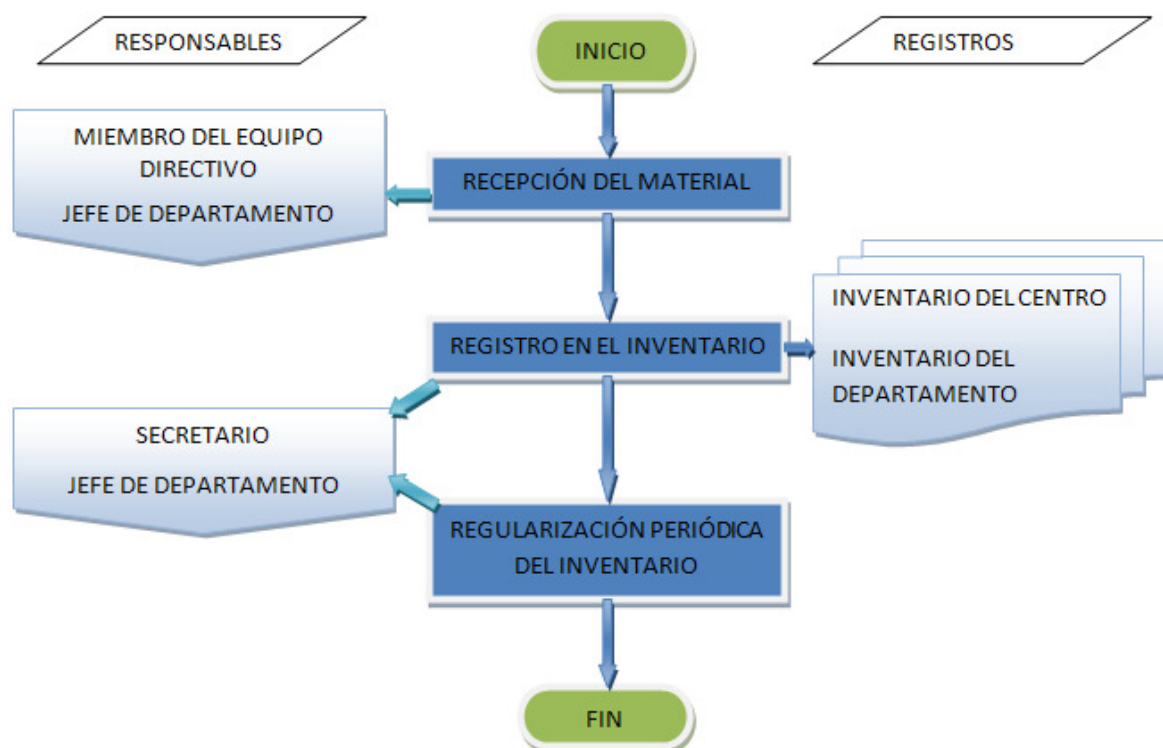 RESPONSABLES
INICIO
REGISTROS
MIEMBRO DEL EQUIPO
DIRECTIVO
JEFE DE DEPARTAMENTO
RECEPCIÓN DEL MATERIAL
REGISTRO EN EL INVENTARIO
INVENTARIO DEL CENTRO
INVENTARIO DEL
DEPARTAMENTO
SECRETARIO
JEFE DE DEPARTAMENTO
REGULARIZACIÓN PERIÓDICA
DEL INVENTARIO
FIN